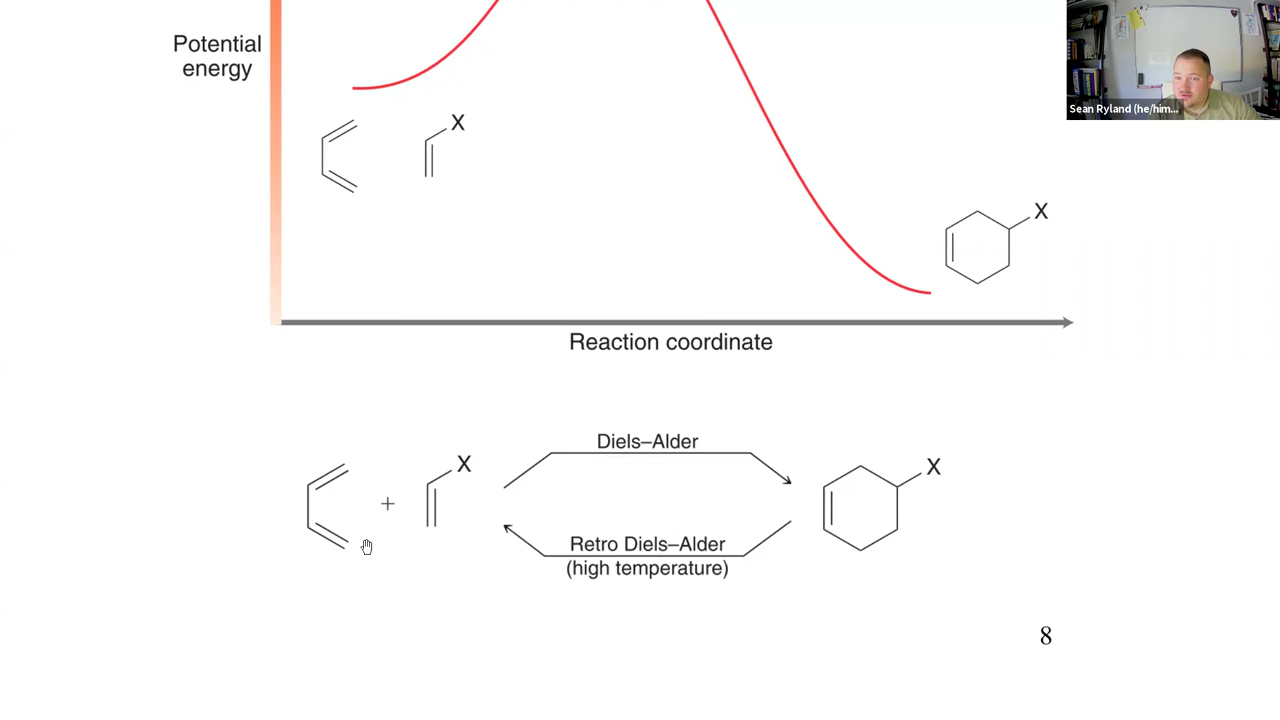 Potential
energy
X
X
Sean Ryland (he/him...
Reaction coordinate
Diels–Alder
X
+
X
Retro Diels–Alder
(high temperature)
8